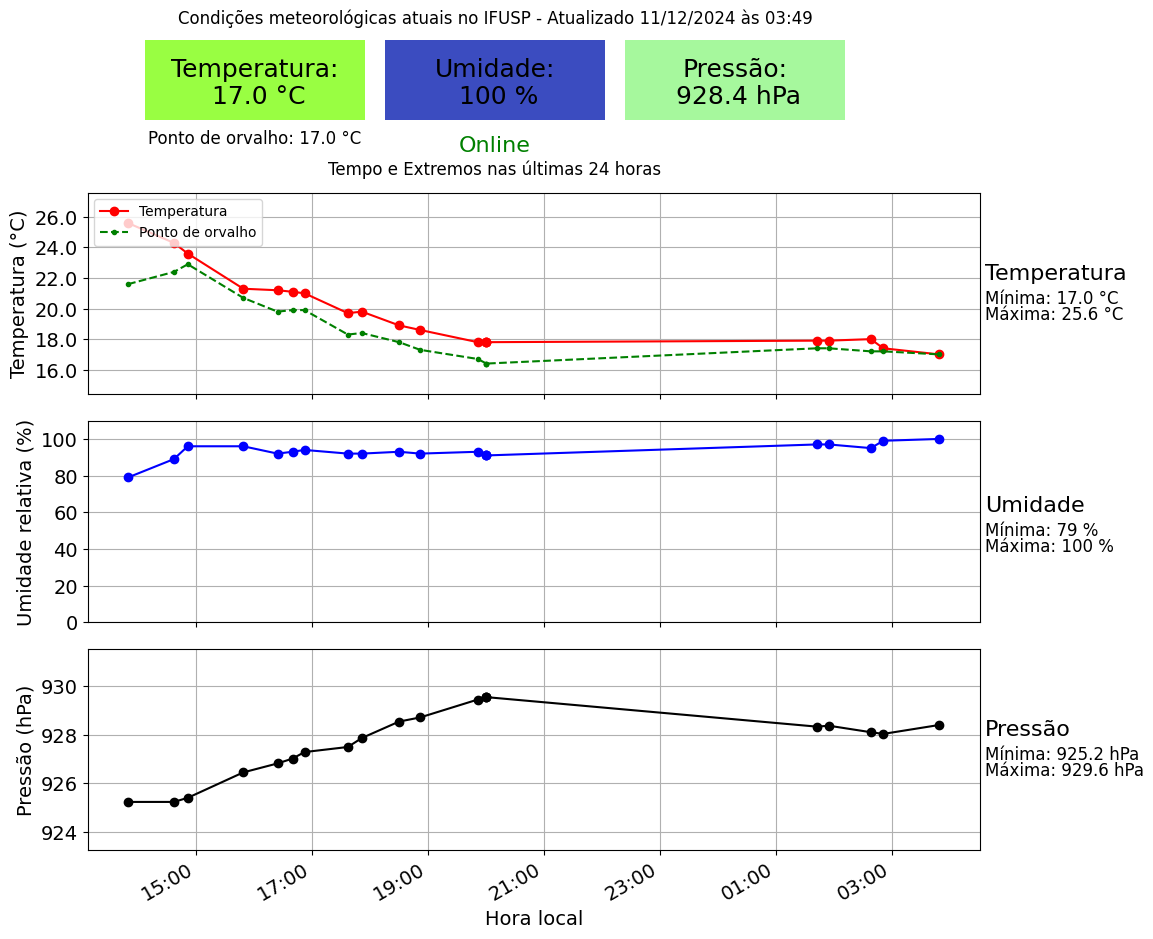 Condições meteorológicas atuais no IFUSP - Atualizado 11/12/2024 às 03:49
Temperatura:
17.0 °C
Umidade:
100 %
Pressão:
928.4 hPa
Ponto de orvalho: 17.0 °C
Online
Tempo e Extremos nas últimas 24 horas
Temperatura (°C)
26.0
24.0
22.0
20.0
18.0
16.0
Temperatura
Ponto de orvalho
Temperatura
Mínima: 17.0 °C
Máxima: 25.6 °C
Umidade relativa (%)
100
80
60
40
20
0
Umidade
Mínima: 79 %
Máxima: 100 %
Pressão (hPa)
930
928
926
924
Pressão
Mínima: 925.2 hPa
Máxima: 929.6 hPa
15:00
17:00
19:00
21:00
23:00
01:00
03:00
Hora local